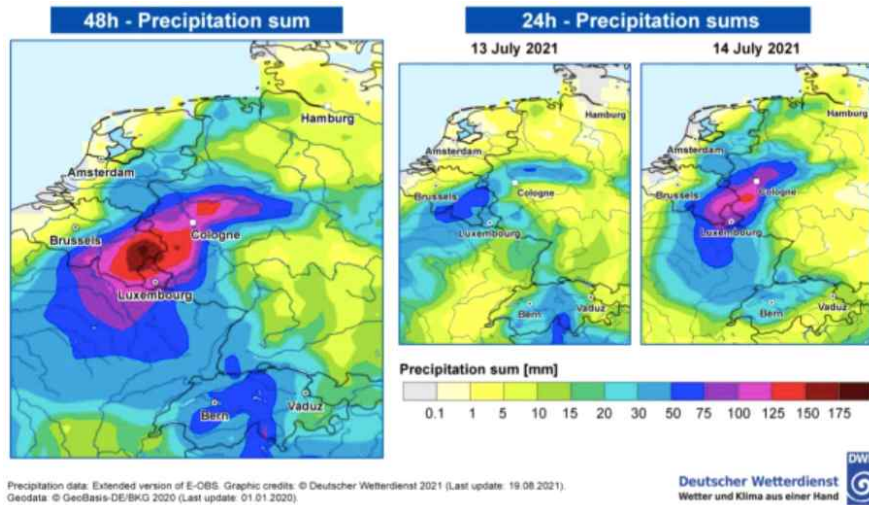 48h - Precipitation sum
24h - Precipitation sums
13 July 2021
14 July 2021
Hamburg
Amsterdam
Brussels
Cologne
Luxembourg
Bern
Vaduz
Hamburg
Amsterdam
Brussels
Cologne
Luxembourg
Bern
Vaduz
Hamburg
Amsterdam
Brussels
Cologne
Luxembourg
Bern
Vaduz
Precipitation sum [mm]
0.1 1 5 10 15 20 30 50 75 100 125 150 175
Precipitation data: Extended version of E-OBS. Graphic credits: © Deutscher Wetterdienst 2021 (Last update: 19.08.2021).
Geodata: © GeoBasis-DE/BKG 2020 (Last update: 01.01.2020).
Deutscher Wetterdienst
Wetter und Klima aus einer Hand
DWD